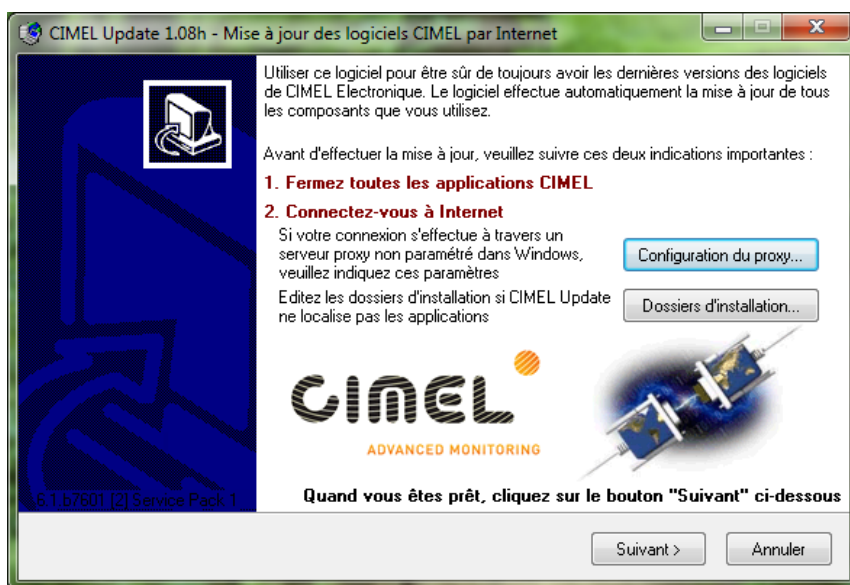 CIMEL Update 1.08h - Mise à jour des logiciels CIMEL par Internet
Utiliser ce logiciel pour être sûr de toujours avoir les dernières versions des logiciels
de CIMEL Electronique. Le logiciel effectue automatiquement la mise à jour de tous
les composants que vous utilisez.
Avant d'effectuer la mise à jour, veuillez suivre ces deux indications importantes :
1. Fermez toutes les applications CIMEL
2. Connectez-vous à Internet
Si votre connexion s'effectue à travers un
serveur proxy non paramétré dans Windows,
veuillez indiquez ces paramètres
Configuration du proxy...
Editez les dossiers d'installation si CIMEL Update
ne localise pas les applications
Dossiers d'installation...
CIMEL
ADVANCED MONITORING
6.1.b7601 [2] Service Pack 1
Quand vous êtes prêt, cliquez sur le bouton "Suivant" ci-dessous
Suivant >
Annuler